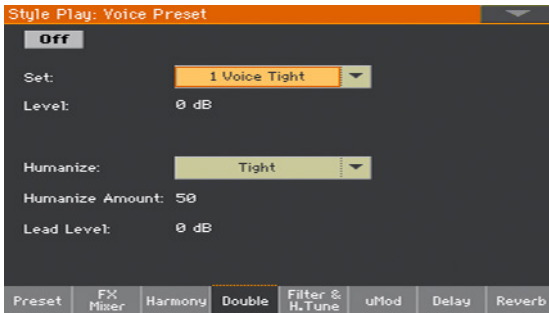 Style Play: Voice Preset
Off
Set: 1 Voice Tight
Level: 0 dB
Humanize: Tight
Humanize Amount: 50
Lead Level: 0 dB
Preset FX Mixer Harmony Double Filter & H.Tune uMod Delay Reverb